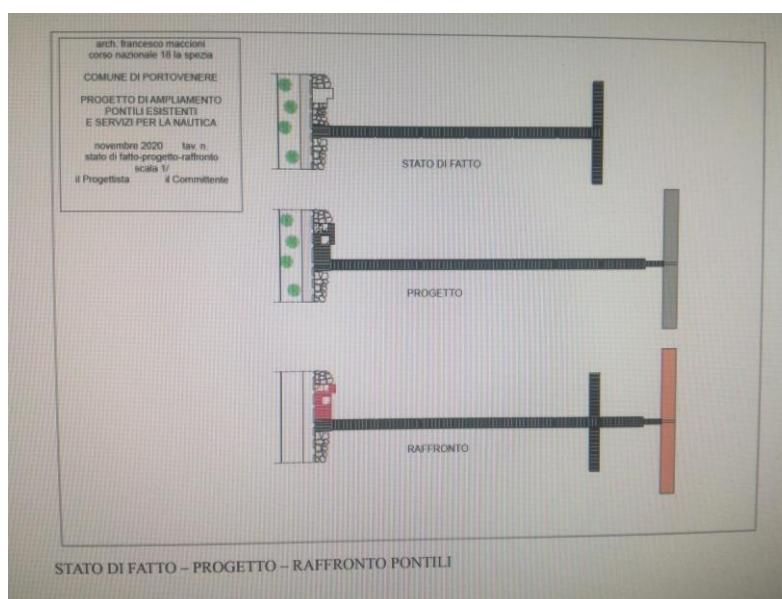 arch. francesco maccioni
corso nazionale 18 la spezia
COMUNE DI PORTOVENERE
PROGETTO DI AMPLIAMENTO
PONTILI ESISTENTI
E SERVIZI PER LA NAUTICA
novembre 2020 tav. n.
stato di fatto-progetto-raffronto
scala 1/
il Progettista il Committente
STATO DI FATTO
PROGETTO
RAFFRONTO
STATO DI FATTO – PROGETTO – RAFFRONTO PONTILI